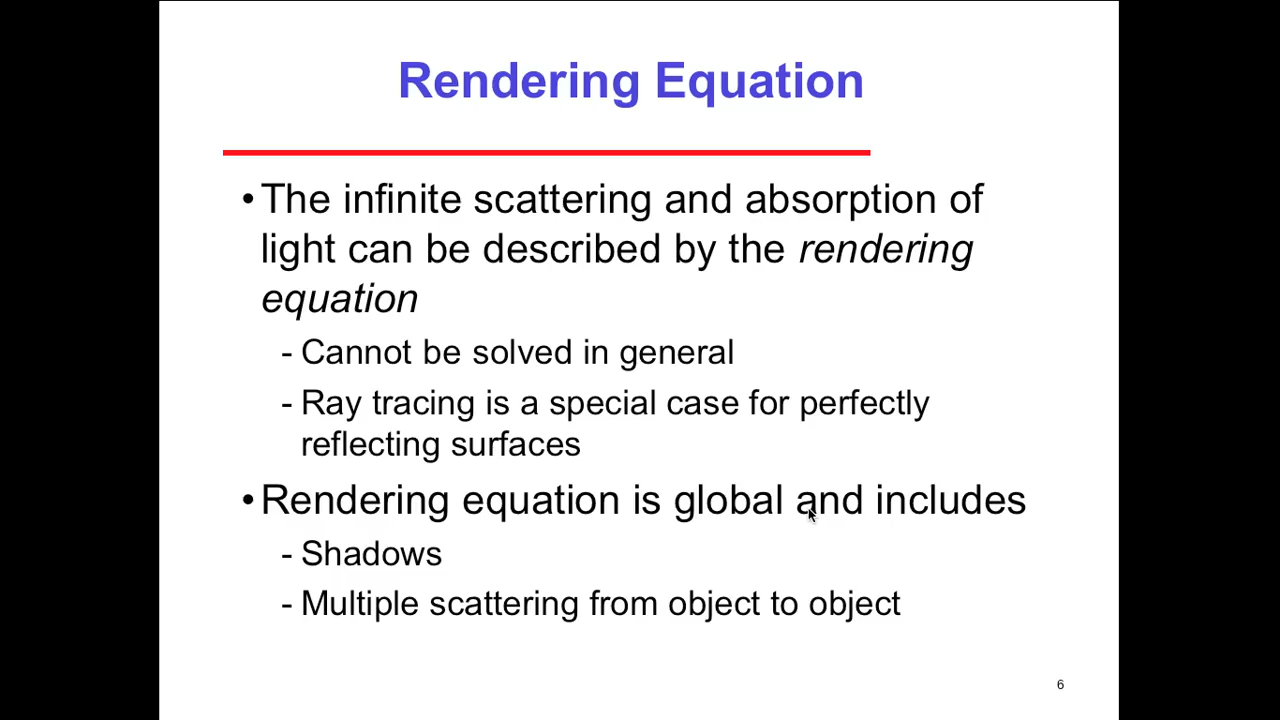 Rendering Equation
•The infinite scattering and absorption of
light can be described by the rendering
equation
- Cannot be solved in general
- Ray tracing is a special case for perfectly
reflecting surfaces
•Rendering equation is global and includes
- Shadows
- Multiple scattering from object to object
6